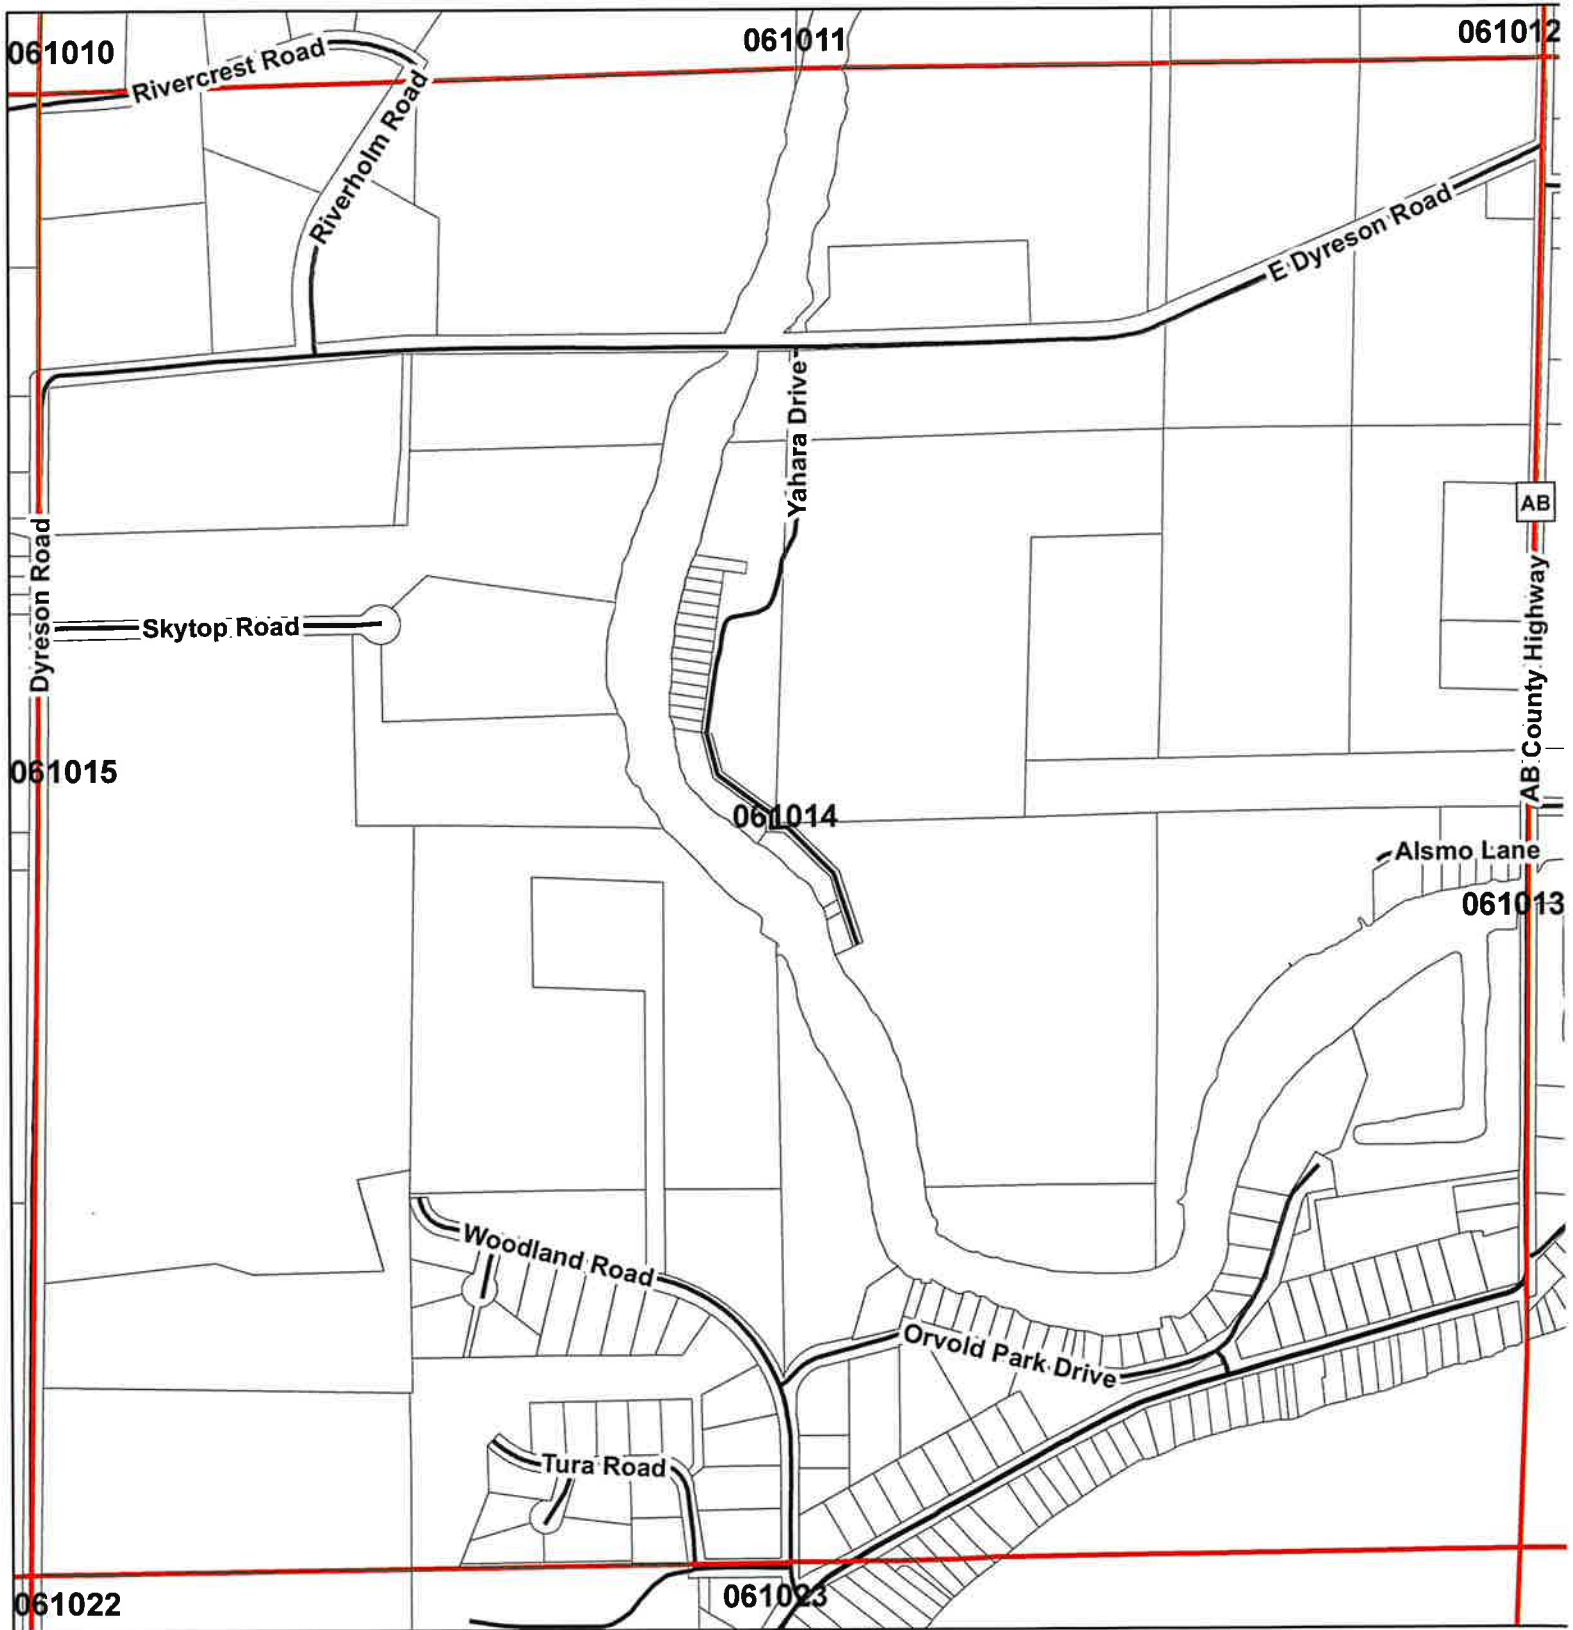 061010
061011
061012
Rivercrest Road
Riverholm Road
E Dyreson Road
Yahara Drive
AB
Dyreson Road
Skytop Road
AB County Highway
061015
061014
Alsmo Lane
061013
Woodland Road
Orvold Park Drive
Tura Road
061022
061023